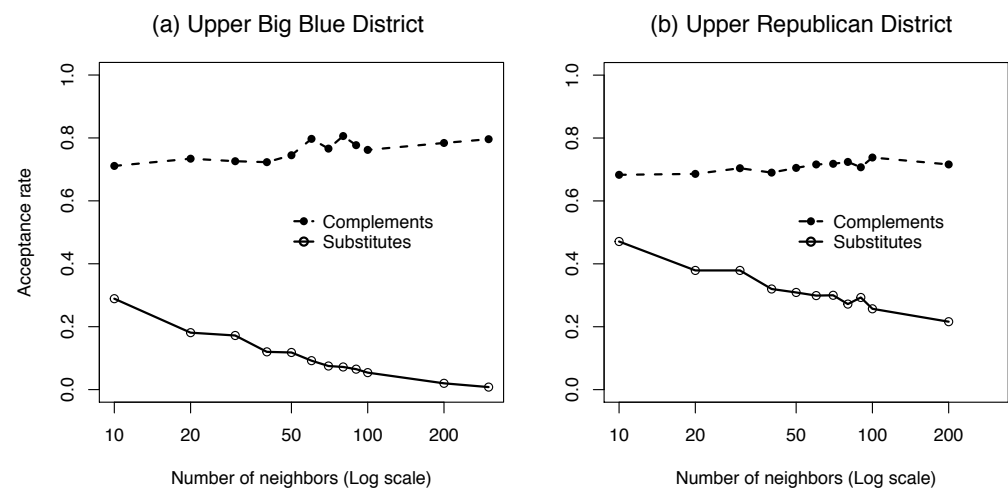 (a) Upper Big Blue District
(b) Upper Republican District
Acceptance rate
1.0
0.8
0.6
0.4
0.2
0.0
Complements
Substitutes
10 20 50 100 200
Number of neighbors (Log scale)
1.0
0.8
0.6
0.4
0.2
0.0
Complements
Substitutes
10 20 50 100 200
Number of neighbors (Log scale)